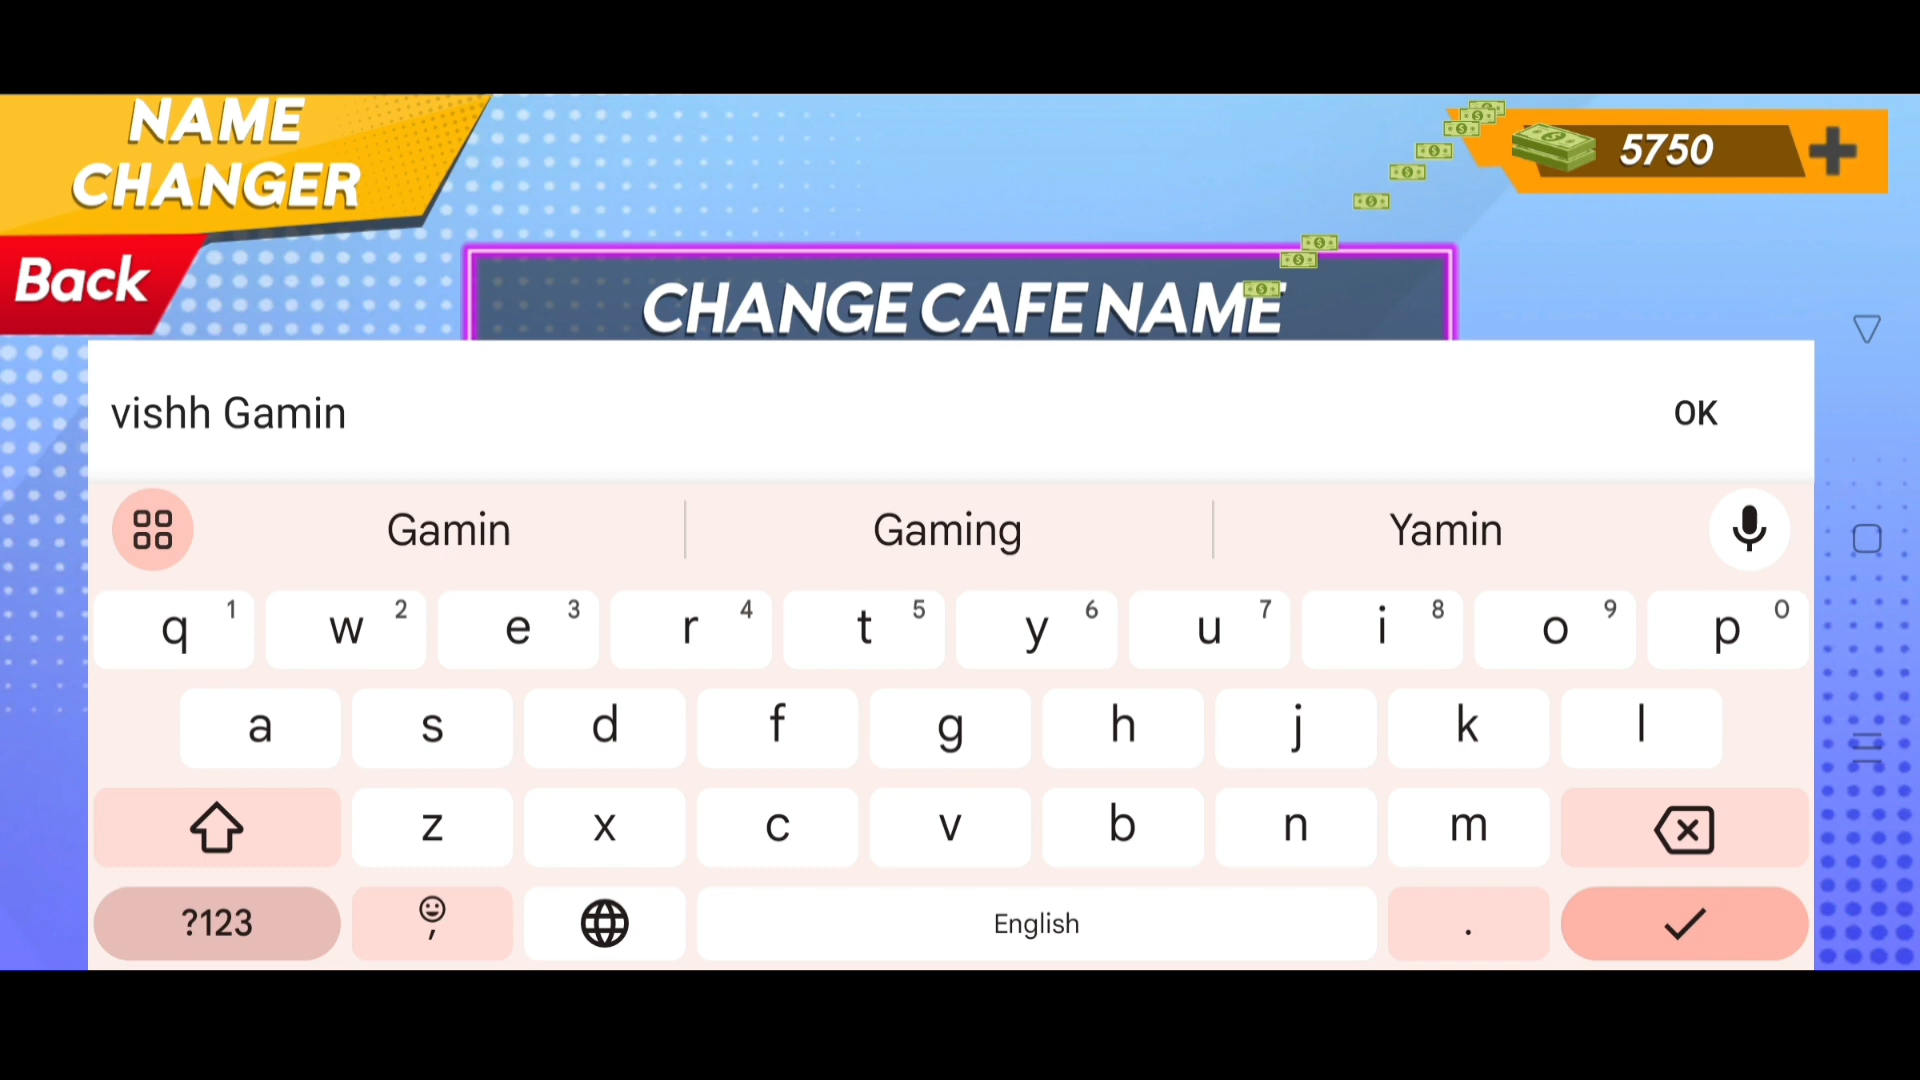 NAME
CHANGER
5750
Back
CHANGE CAFE NAME
vishh Gamin
OK
Gamin Gaming Yamin
q 1 w 2 e 3 r 4 t 5 y 6 u 7 i 8 o 9 p 0
a s d f g h j k l
z x c v b n m
?123 , English .